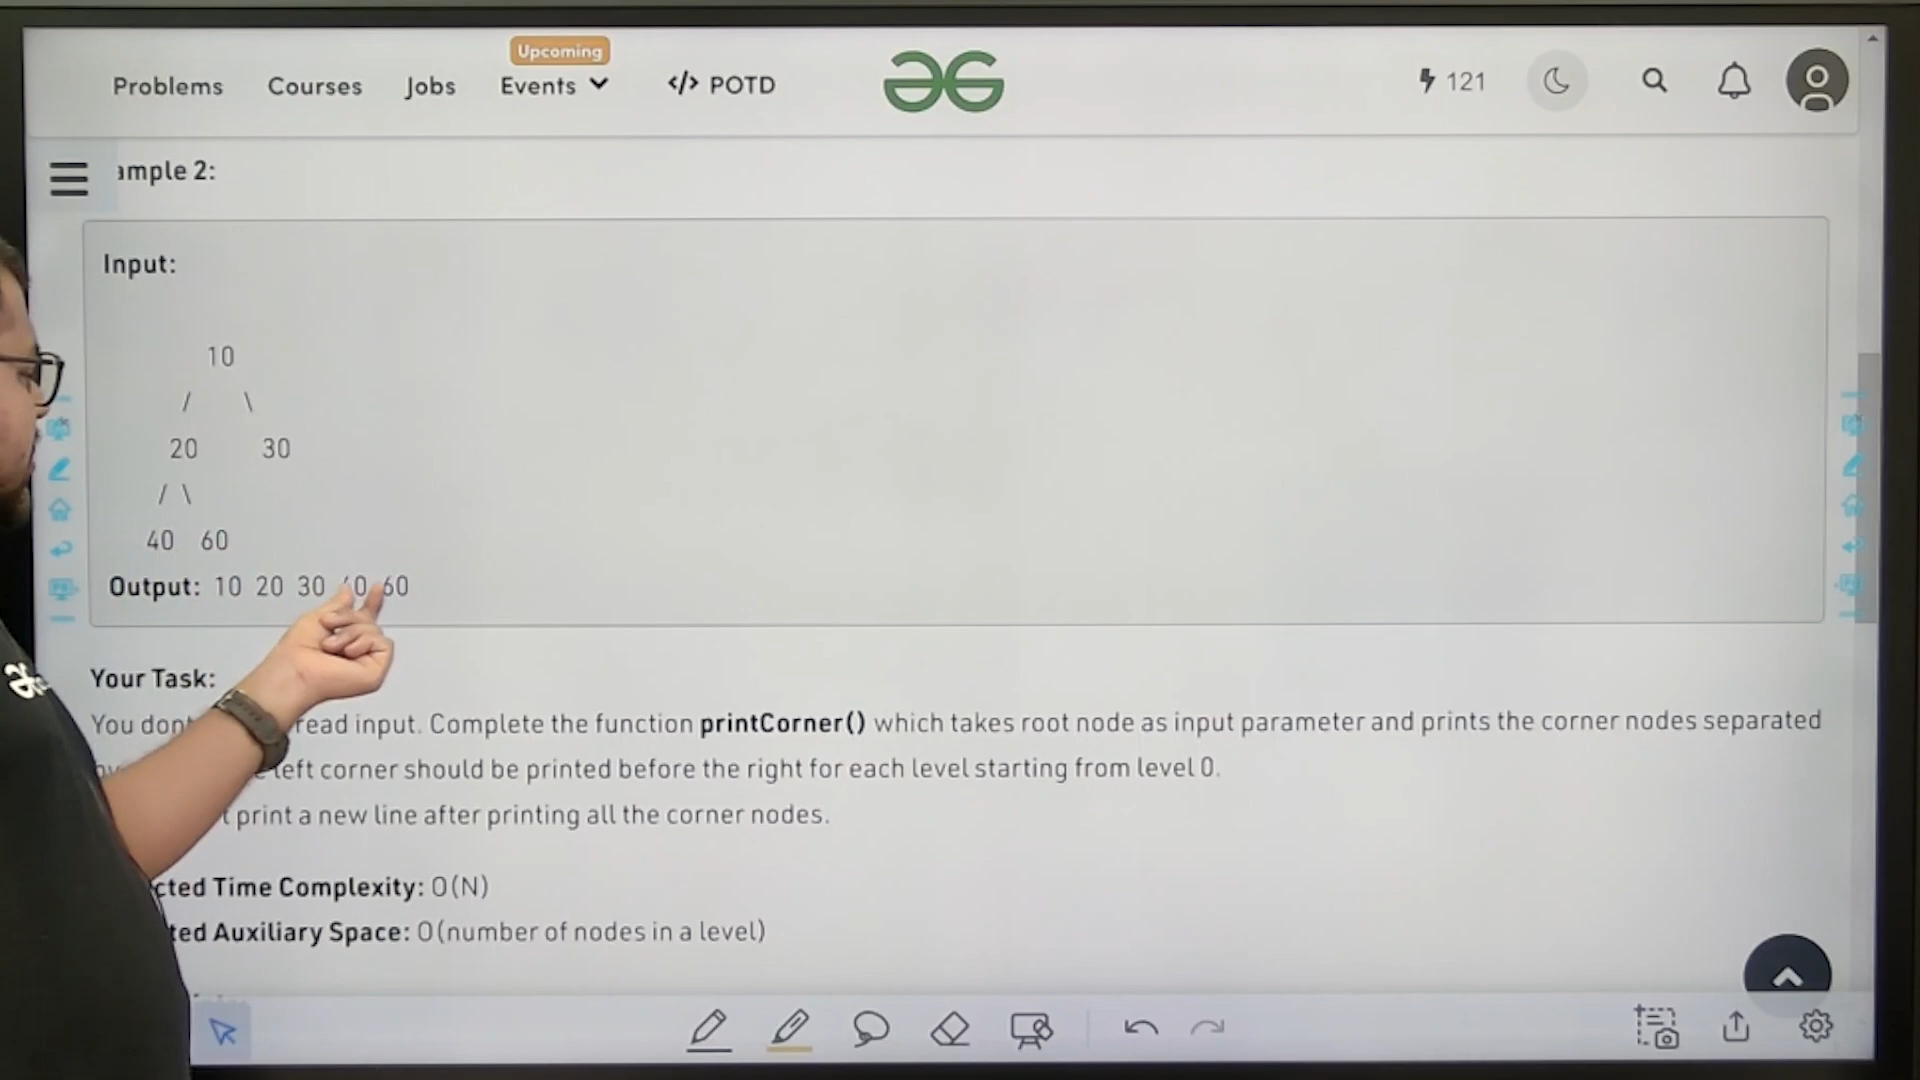 Upcoming
Problems Courses Jobs Events </> POTD 121
ample 2:
Input:
10
/ \
20 30
/ \
40 60
Output: 10 20 30 40 60
Your Task:
You dont read input. Complete the function printCorner() which takes root node as input parameter and prints the corner nodes separated
left corner should be printed before the right for each level starting from level 0.
t print a new line after printing all the corner nodes.
cted Time Complexity: O(N)
ted Auxiliary Space: O(number of nodes in a level)